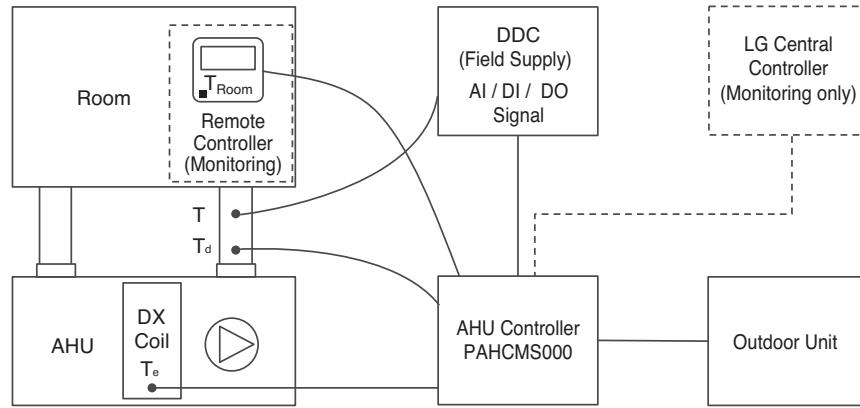 Room
T Room
Remote
Controller
(Monitoring)
DDC
(Field Supply)
AI / DI / DO
Signal
LG Central
Controller
(Monitoring only)
T
Td
AHU
DX
Coil
Te
AHU Controller
PAHCMS000
Outdoor Unit